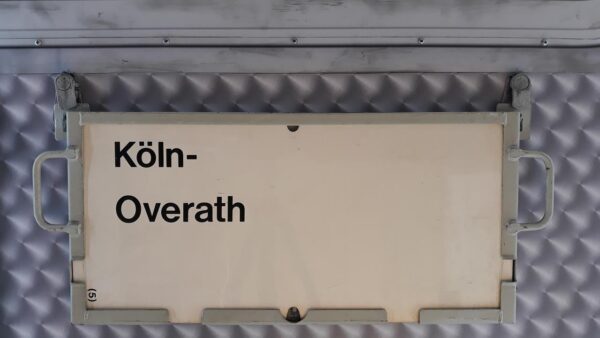 Köln-
Overath
(5)